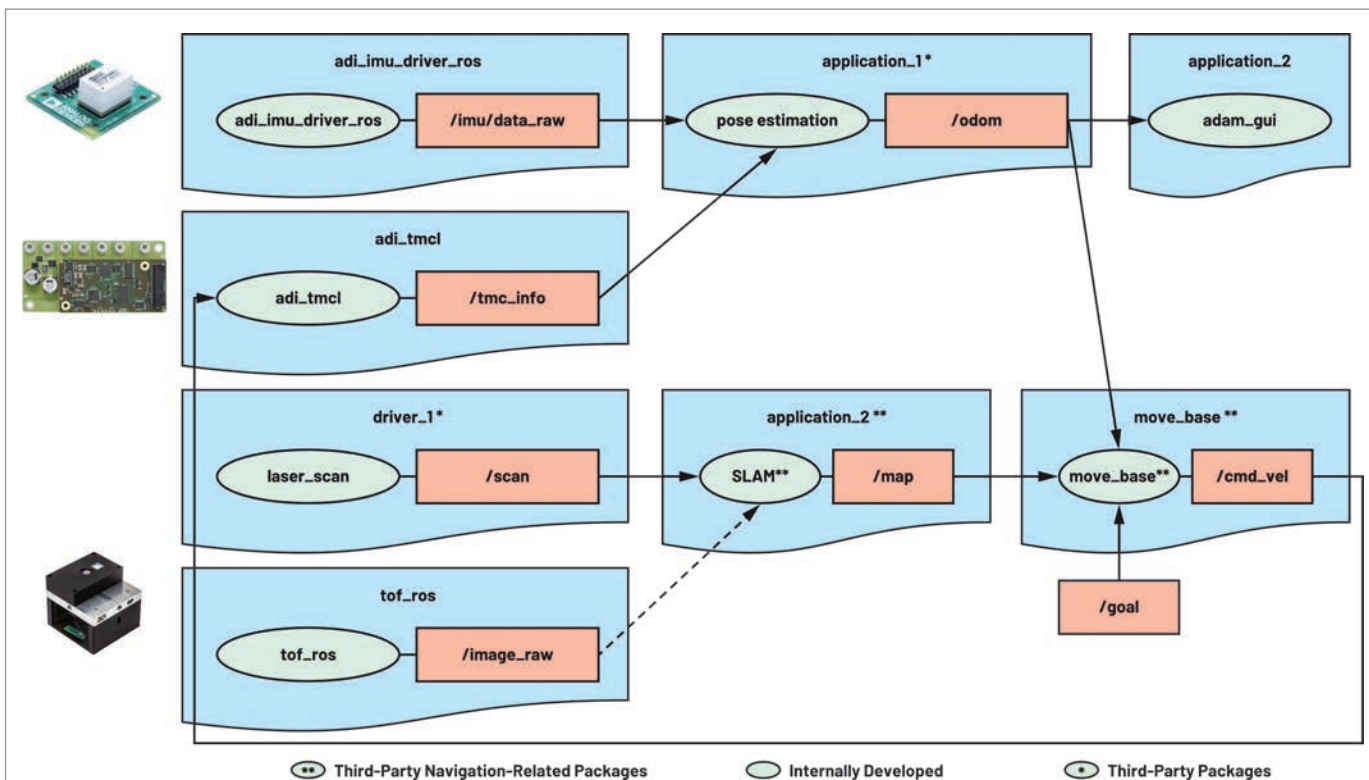 adi_imu_driver_ros
adi_imu_driver_ros
/imu/data_raw
application_1*
pose estimation
/odom
application_2
adam_gui
adi_tmcl
adi_tmcl
/tmc_info
driver_1*
laser_scan
/scan
application_2**
SLAM**
/map
move_base**
move_base**
/cmd_vel
/goal
tof_ros
tof_ros
/image_raw
** Third-Party Navigation-Related Packages
Internally Developed
* Third-Party Packages